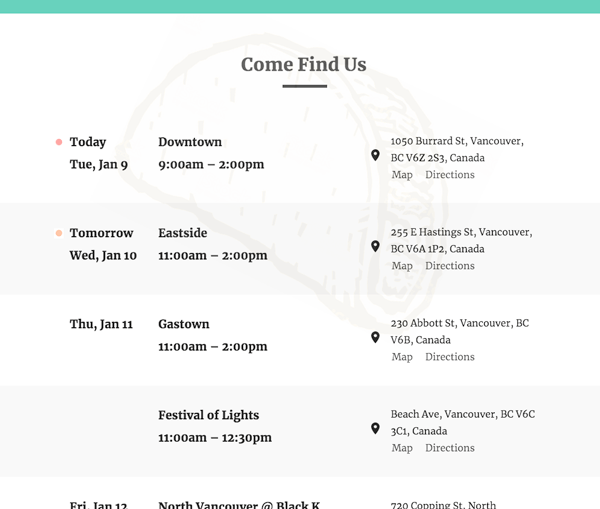 Come Find Us
Today
Tue, Jan 9
Downtown
9:00am – 2:00pm
1050 Burrard St, Vancouver,
BC V6Z 2S3, Canada
Map Directions
Tomorrow
Wed, Jan 10
Eastside
11:00am – 2:00pm
255 E Hastings St, Vancouver,
BC V6A 1P2, Canada
Map Directions
Thu, Jan 11
Gastown
11:00am – 2:00pm
230 Abbott St, Vancouver, BC
V6B, Canada
Map Directions
Festival of Lights
11:00am – 12:30pm
Beach Ave, Vancouver, BC V6C
3C1, Canada
Map Directions
Fri, Jan 12
North Vancouver @ Black K
720 Copping St, North